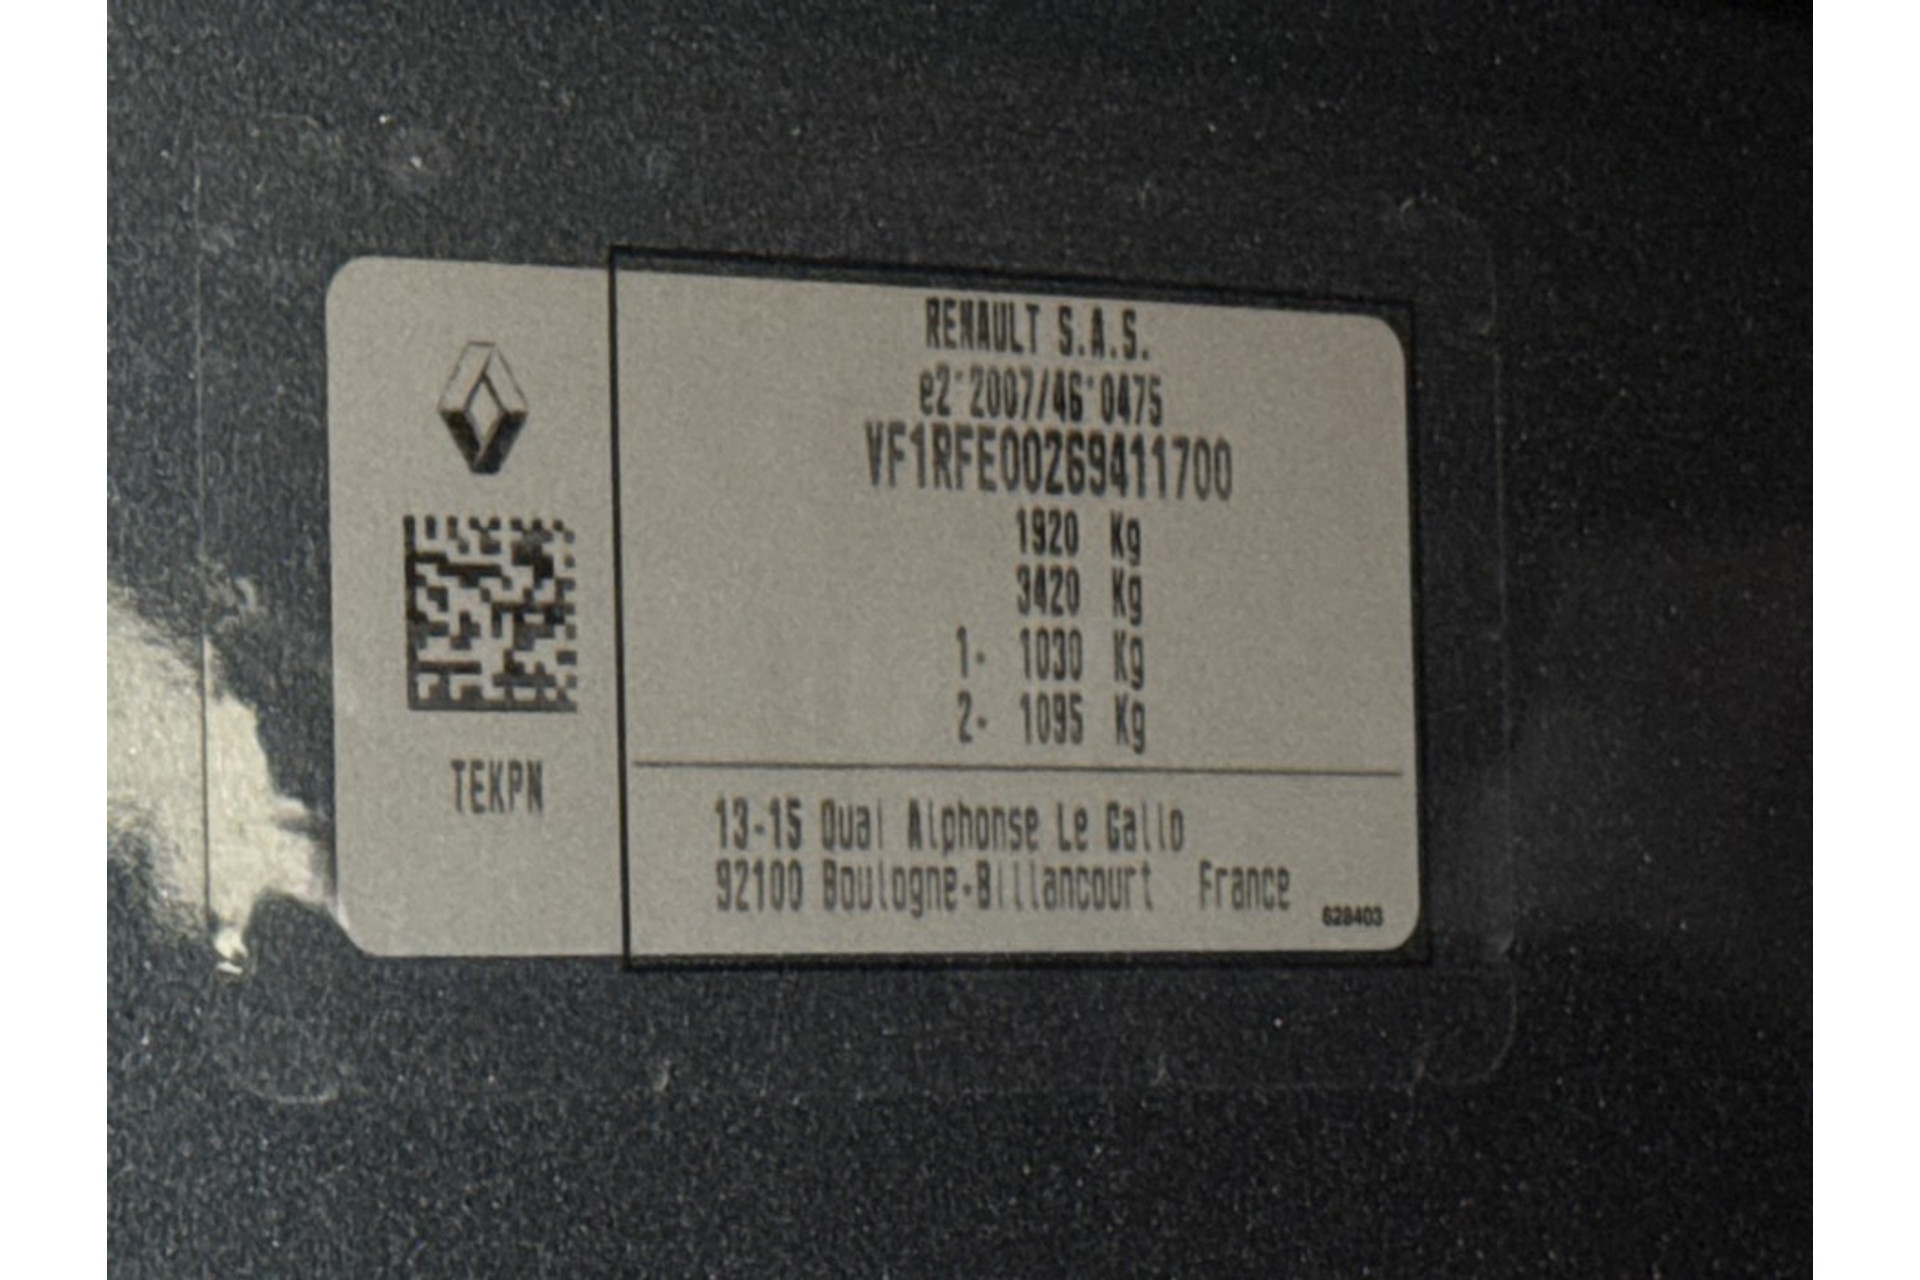 RENAULT S.A.S.
e2*2007/46*0475
VF1RFE00269411700
1920 Kg
3420 Kg
1- 1030 Kg
2- 1095 Kg
TEKPN
13-15 Quai Alphonse Le Gallo
92100 Boulogne-Billancourt France
628403